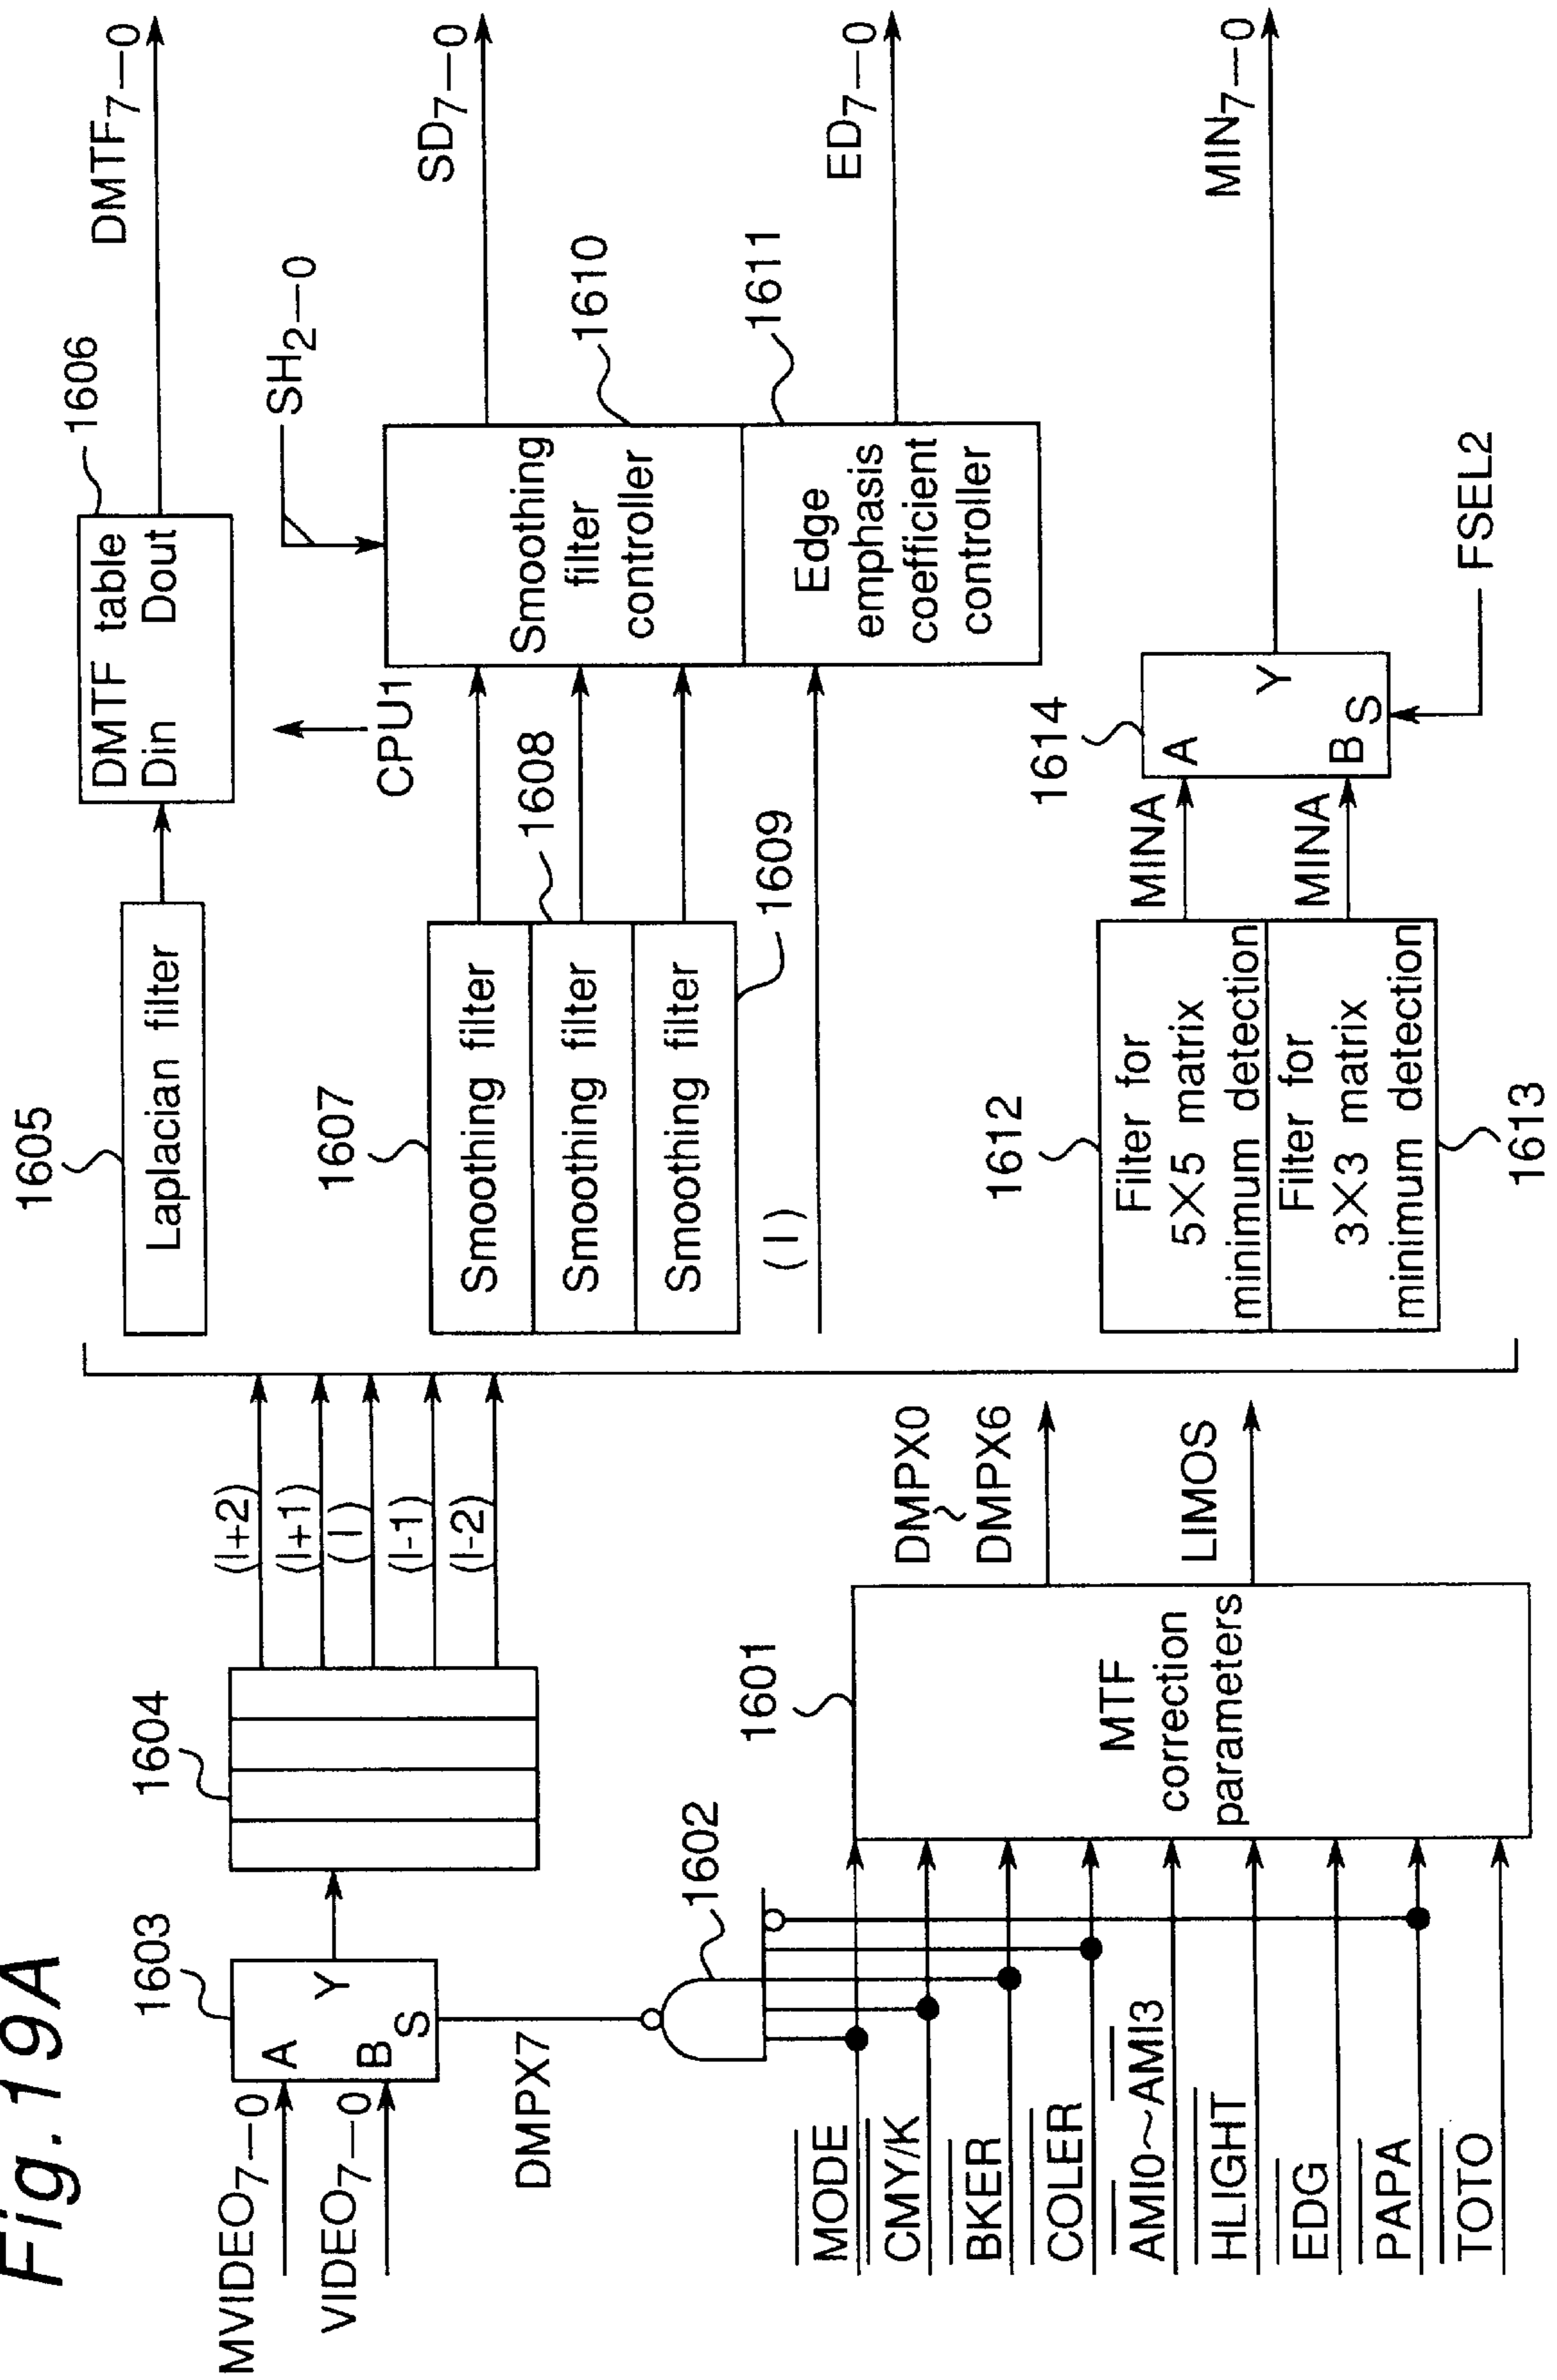 Fig. 19A
MVIDEO7—0
VIDEO7—0
1603
A
B
S
Y
DMPX7
1604
(I+2)
(I+1)
(I)
(I-1)
(I-2)
1602
MODE
CMY/K
BKER
COLER
AMI0~AMI3
HLIGHT
EDG
PAPA
TOTO
1601
MTF
correction
parameters
DMPX0
~
DMPX6
LIMOS
1605
Laplacian filter
1606
DMTF table
Din Dout
DMTF7—0
CPU1
1607
Smoothing filter
1608
Smoothing filter
1609
Smoothing filter
(I)
SH2—0
1610
Smoothing
filter
controller
SD7—0
1611
Edge
emphasis
coefficient
controller
ED7—0
1612
Filter for
5×5 matrix
minimum detection
1613
Filter for
3×3 matrix
minimum detection
MINA
MINA
1614
A
B
S
Y
FSEL2
MIN7—0